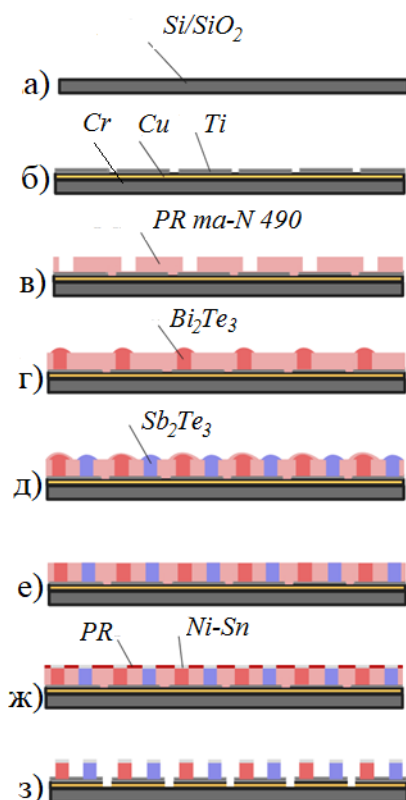 Si/SiO₂
а)
Cr Cu Ti
б)
PR ma-N 490
в)
Bi₂Te₃
г)
Sb₂Te₃
д)
е)
PR Ni-Sn
ж)
з)